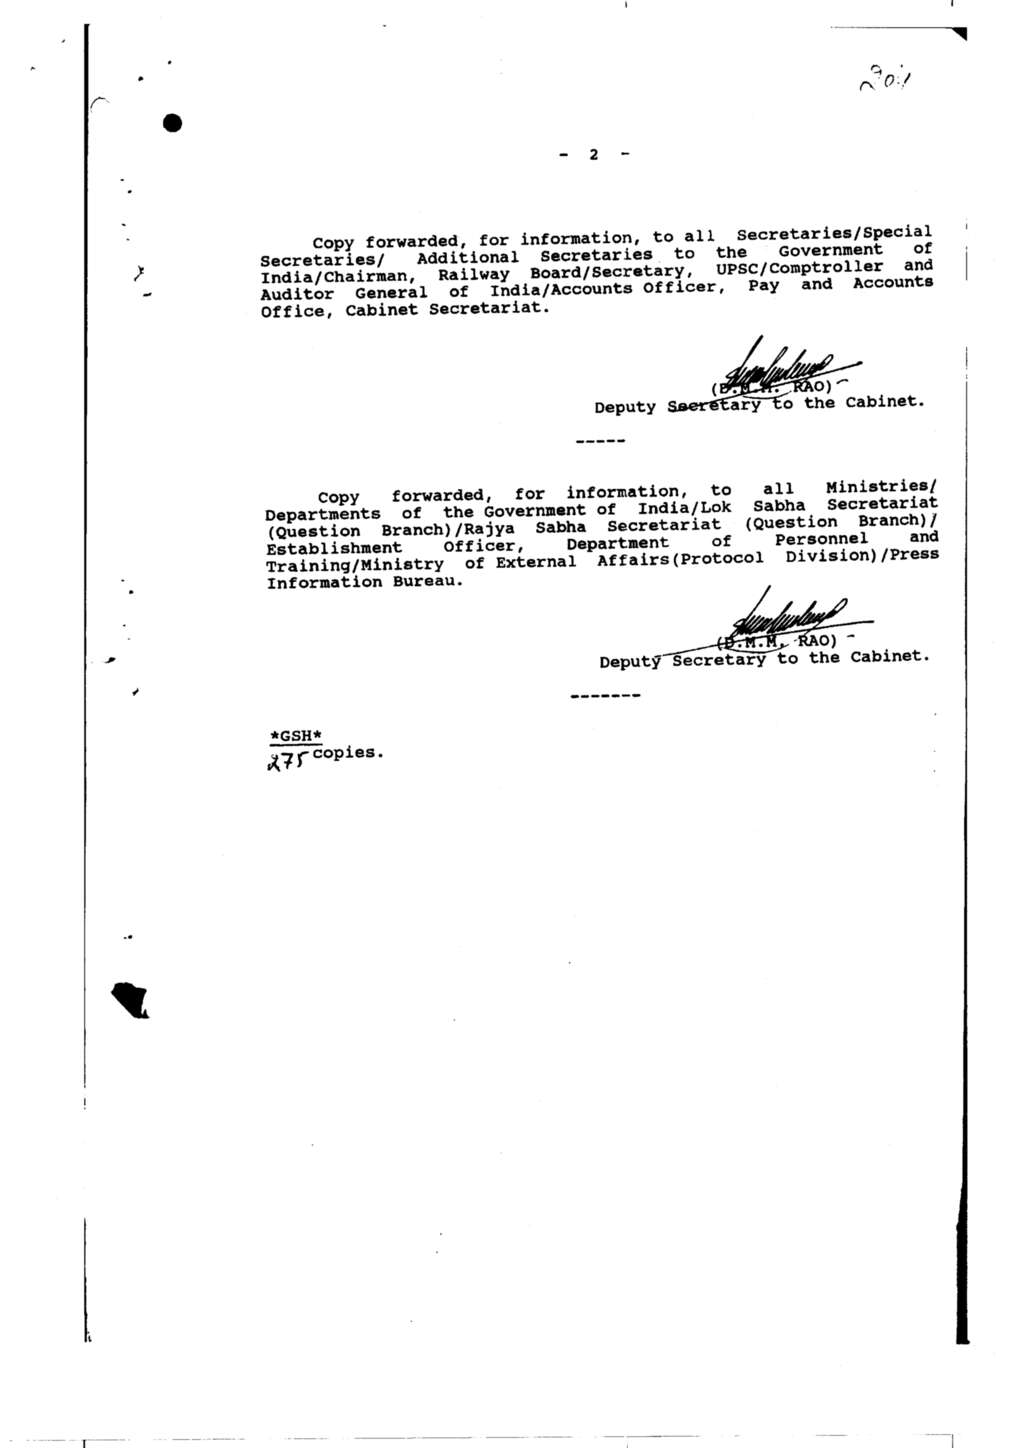 - 2 -
Copy forwarded, for information, to all Secretaries/Special
Secretaries/ Additional Secretaries to the Government of
India/Chairman, Railway Board/Secretary, UPSC/Comptroller and
Auditor General of India/Accounts Officer, Pay and Accounts
Office, Cabinet Secretariat.
(D.M.M. RAO)
Deputy Secretary to the Cabinet.
-----
Copy forwarded, for information, to all Ministries/
Departments of the Government of India/Lok Sabha Secretariat
(Question Branch)/Rajya Sabha Secretariat (Question Branch)/
Establishment Officer, Department of Personnel and
Training/Ministry of External Affairs(Protocol Division)/Press
Information Bureau.
(D.M.M. RAO)
Deputy Secretary to the Cabinet.
-------
*GSH*
275 copies.